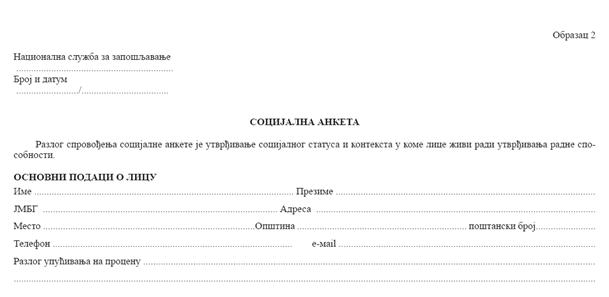 Образац 2
Национална служба за запошљавање
................................................................
Број и датум
........................./...................................
СОЦИЈАЛНА АНКЕТА
Разлог спровођења социјалне анкете је утврђивање социјалног статуса и контекста у коме лице живи ради утврђивања радне спо-
собности.
ОСНОВНИ ПОДАЦИ О ЛИЦУ
Име ........................................ Презиме ........................................
ЈМБГ ........................................ Адреса ........................................
Место ........................................Општина ........................................ поштански број........................
Телефон ........................................ e-mail ........................................
Разлог упућивања на процену ........................................
................................................................................